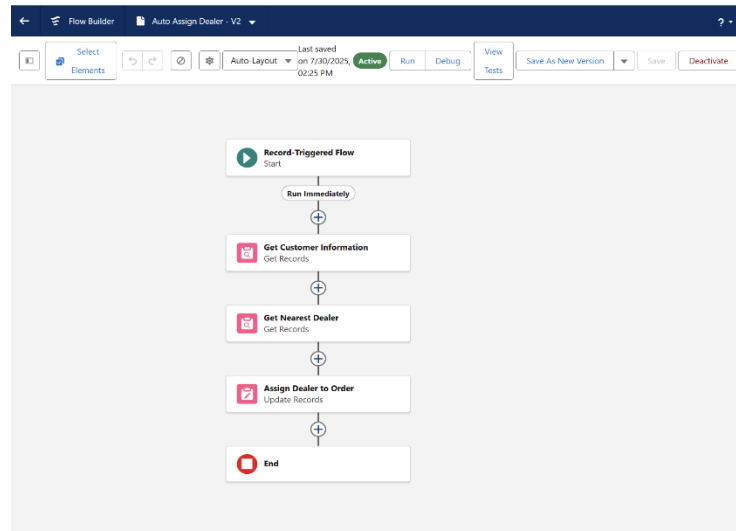 Flow Builder
Auto Assign Dealer - V2
?
Select
Elements
Auto-Layout
Last saved
on 7/30/2025,
02:25 PM
Active
Run
Debug
View
Tests
Save As New Version
Save
Deactivate
Record-Triggered Flow
Start
Run Immediately
Get Customer Information
Get Records
Get Nearest Dealer
Get Records
Assign Dealer to Order
Update Records
End